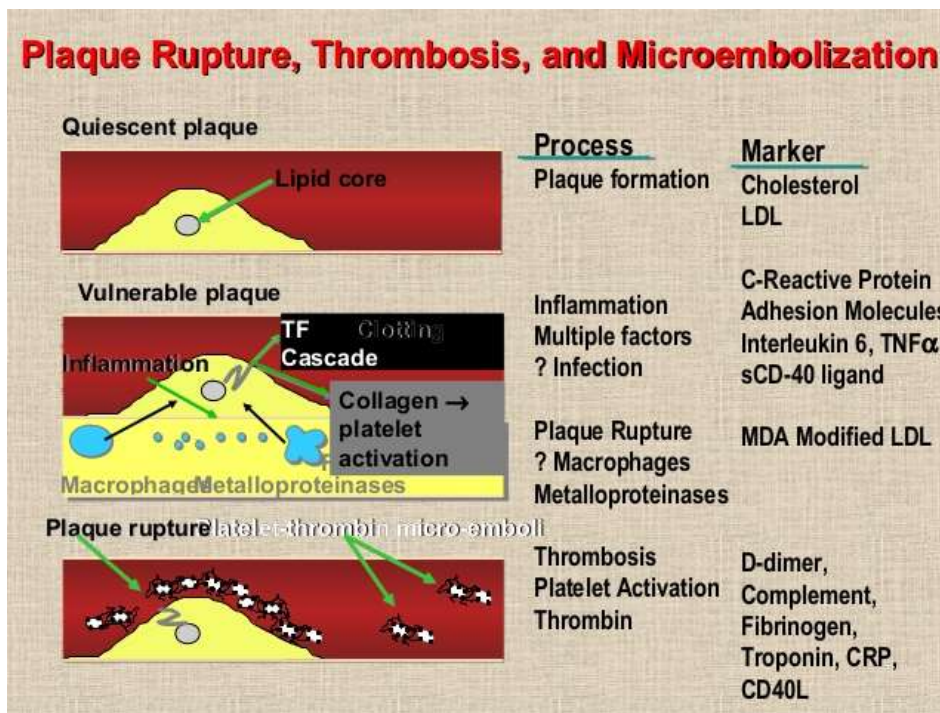 Plaque Rupture, Thrombosis, and Microembolization
Quiescent plaque
Lipid core
Process
Plaque formation
Marker
Cholesterol
LDL
Vulnerable plaque
TF Clotting
Cascade
Inflammation
Collagen →
platelet
activation
Macrophages
Metalloproteinases
Inflammation
Multiple factors
? Infection
C-Reactive Protein
Adhesion Molecules
Interleukin 6, TNFα
sCD-40 ligand
Plaque Rupture
? Macrophages
Metalloproteinases
MDA Modified LDL
Plaque rupture
Platelet-thrombin micro-emboli
Thrombosis
Platelet Activation
Thrombin
D-dimer,
Complement,
Fibrinogen,
Troponin, CRP,
CD40L